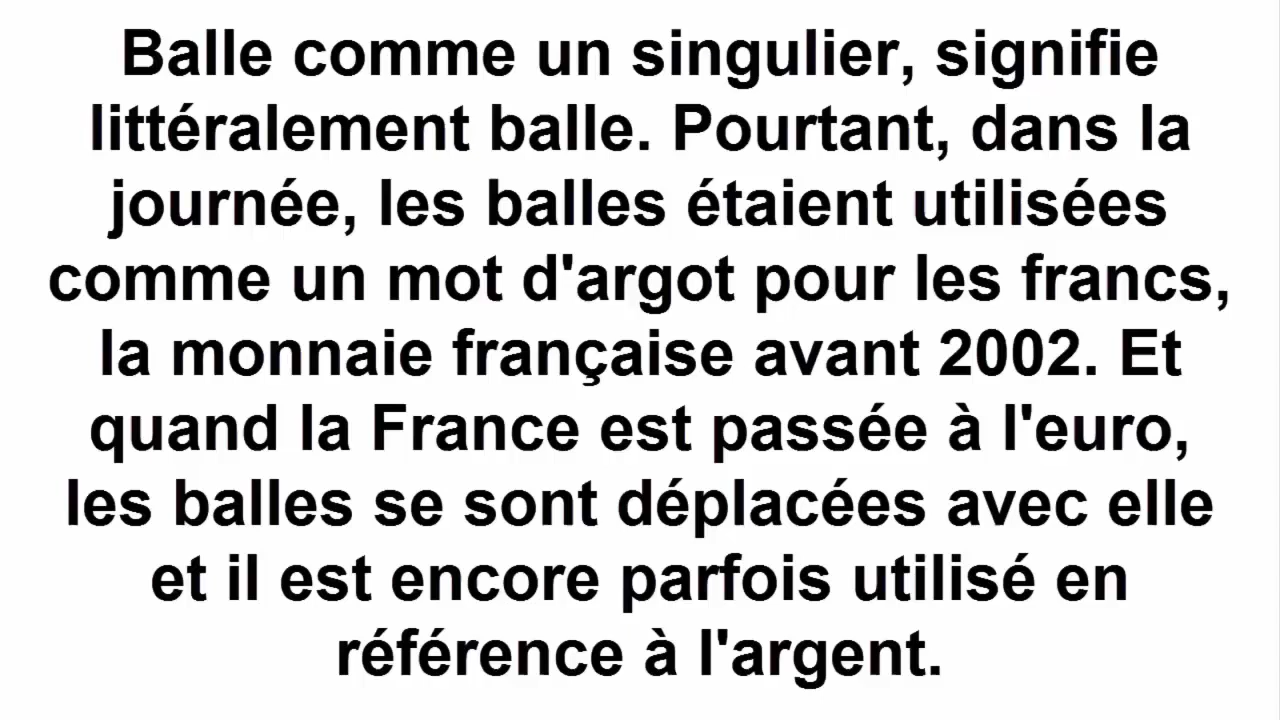 Balle comme un singulier, signifie
littéralement balle. Pourtant, dans la
journée, les balles étaient utilisées
comme un mot d'argot pour les francs,
la monnaie française avant 2002. Et
quand la France est passée à l'euro,
les balles se sont déplacées avec elle
et il est encore parfois utilisé en
référence à l'argent.